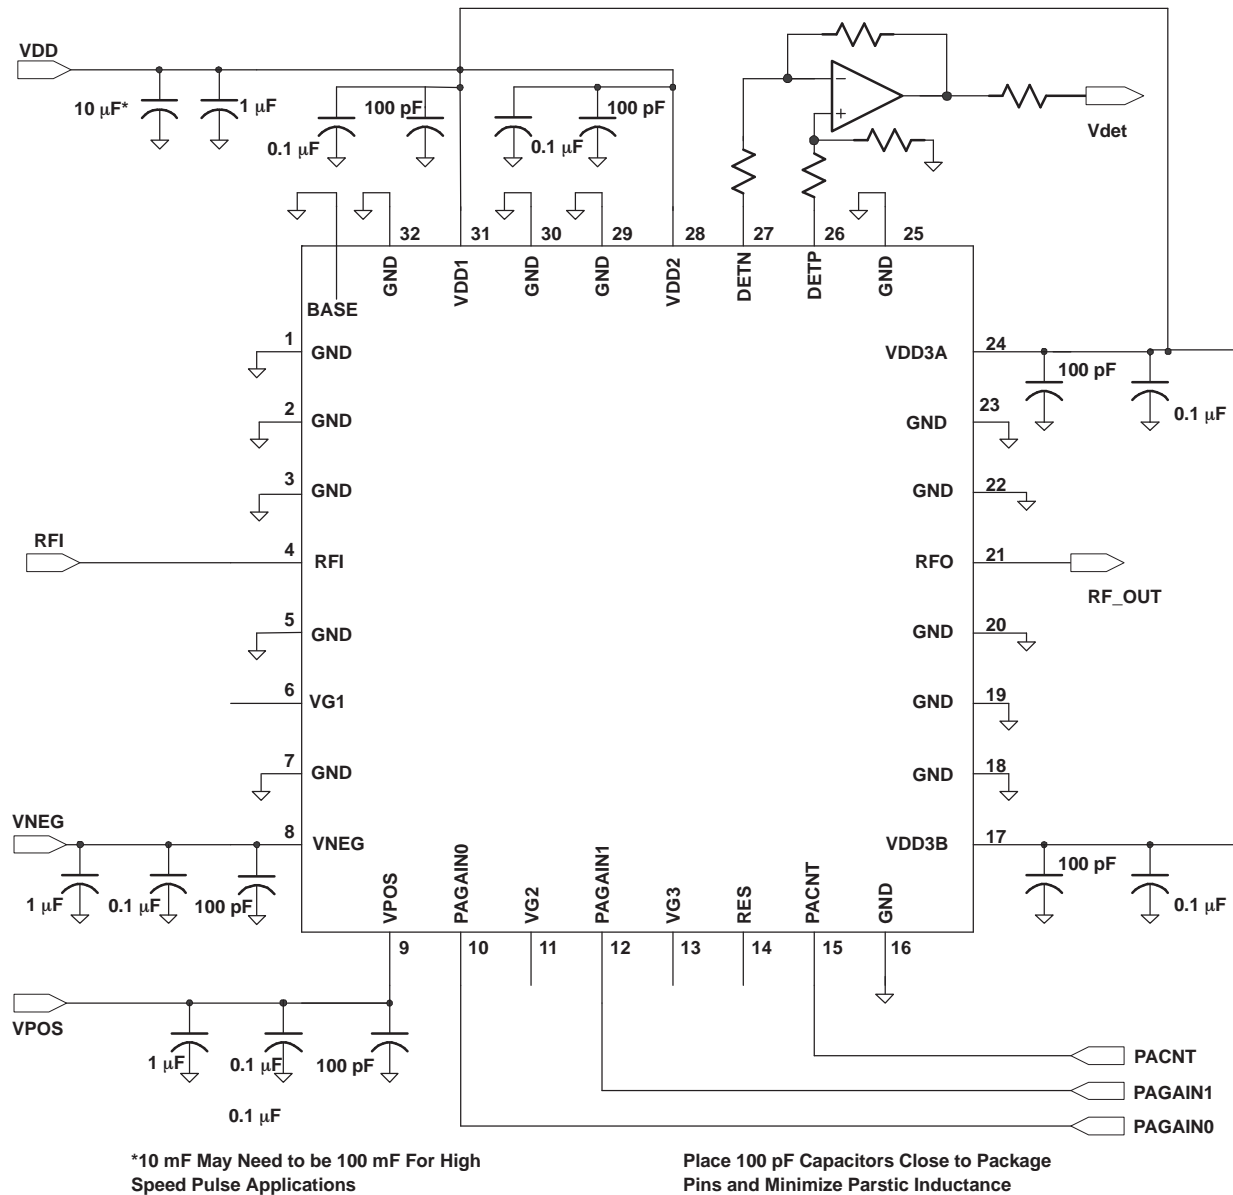 VDD
10 μF*
1 μF
0.1 μF
100 pF
0.1 μF
100 pF
Vdet
32
31
30
29
28
27
26
25
GND
VDD1
GND
GND
VDD2
DETN
DETP
GND
BASE
1
GND
2
GND
3
GND
RFI
4
RFI
5
GND
6
VG1
7
GND
VNEG
8
VNEG
1 μF
0.1 μF
100 pF
VDD3A
24
100 pF
0.1 μF
GND
23
GND
22
RFO
21
RF_OUT
GND
20
GND
19
GND
18
VDD3B
17
100 pF
0.1 μF
VPOS
PAGAIN0
VG2
PAGAIN1
VG3
RES
PACNT
GND
9
10
11
12
13
14
15
16
VPOS
1 μF
0.1 μF
100 pF
0.1 μF
PACNT
PAGAIN1
PAGAIN0
*10 mF May Need to be 100 mF For High
Speed Pulse Applications
Place 100 pF Capacitors Close to Package
Pins and Minimize Parstic Inductance